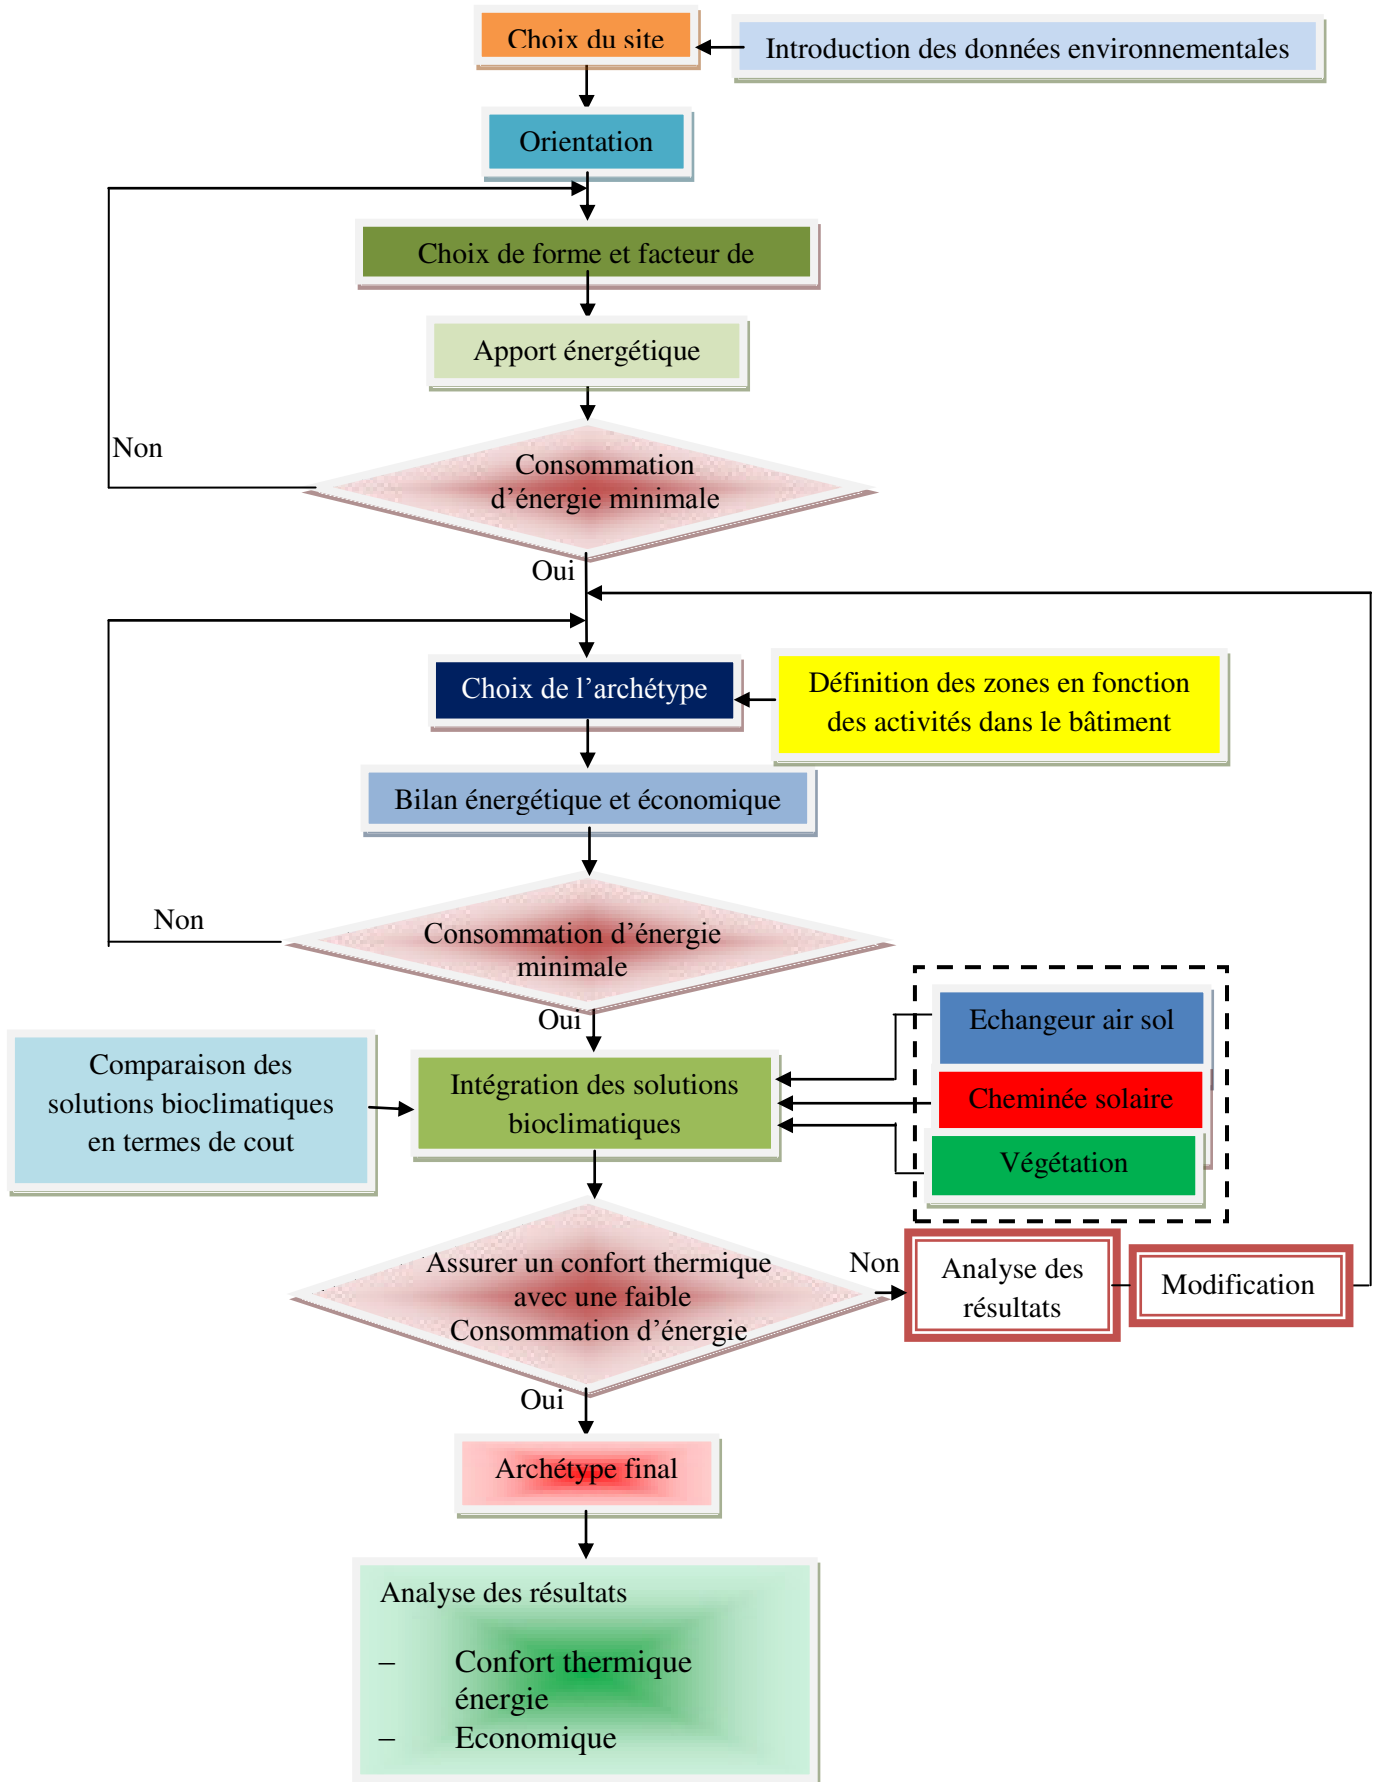 Choix du site
Introduction des données environnementales
Orientation
Choix de forme et facteur de
Apport énergétique
Non
Consommation
d’énergie minimale
Oui
Choix de l’archétype
Définition des zones en fonction
des activités dans le bâtiment
Bilan énergétique et économique
Non
Consommation d’énergie
minimale
Oui
Echangeur air sol
Cheminée solaire
Végétation
Comparaison des
solutions bioclimatiques
en termes de cout
Intégration des solutions
bioclimatiques
Assurer un confort thermique
avec une faible
Consommation d’énergie
Non
Analyse des
résultats
Modification
Oui
Archétype final
Analyse des résultats
– Confort thermique
énergie
– Economique